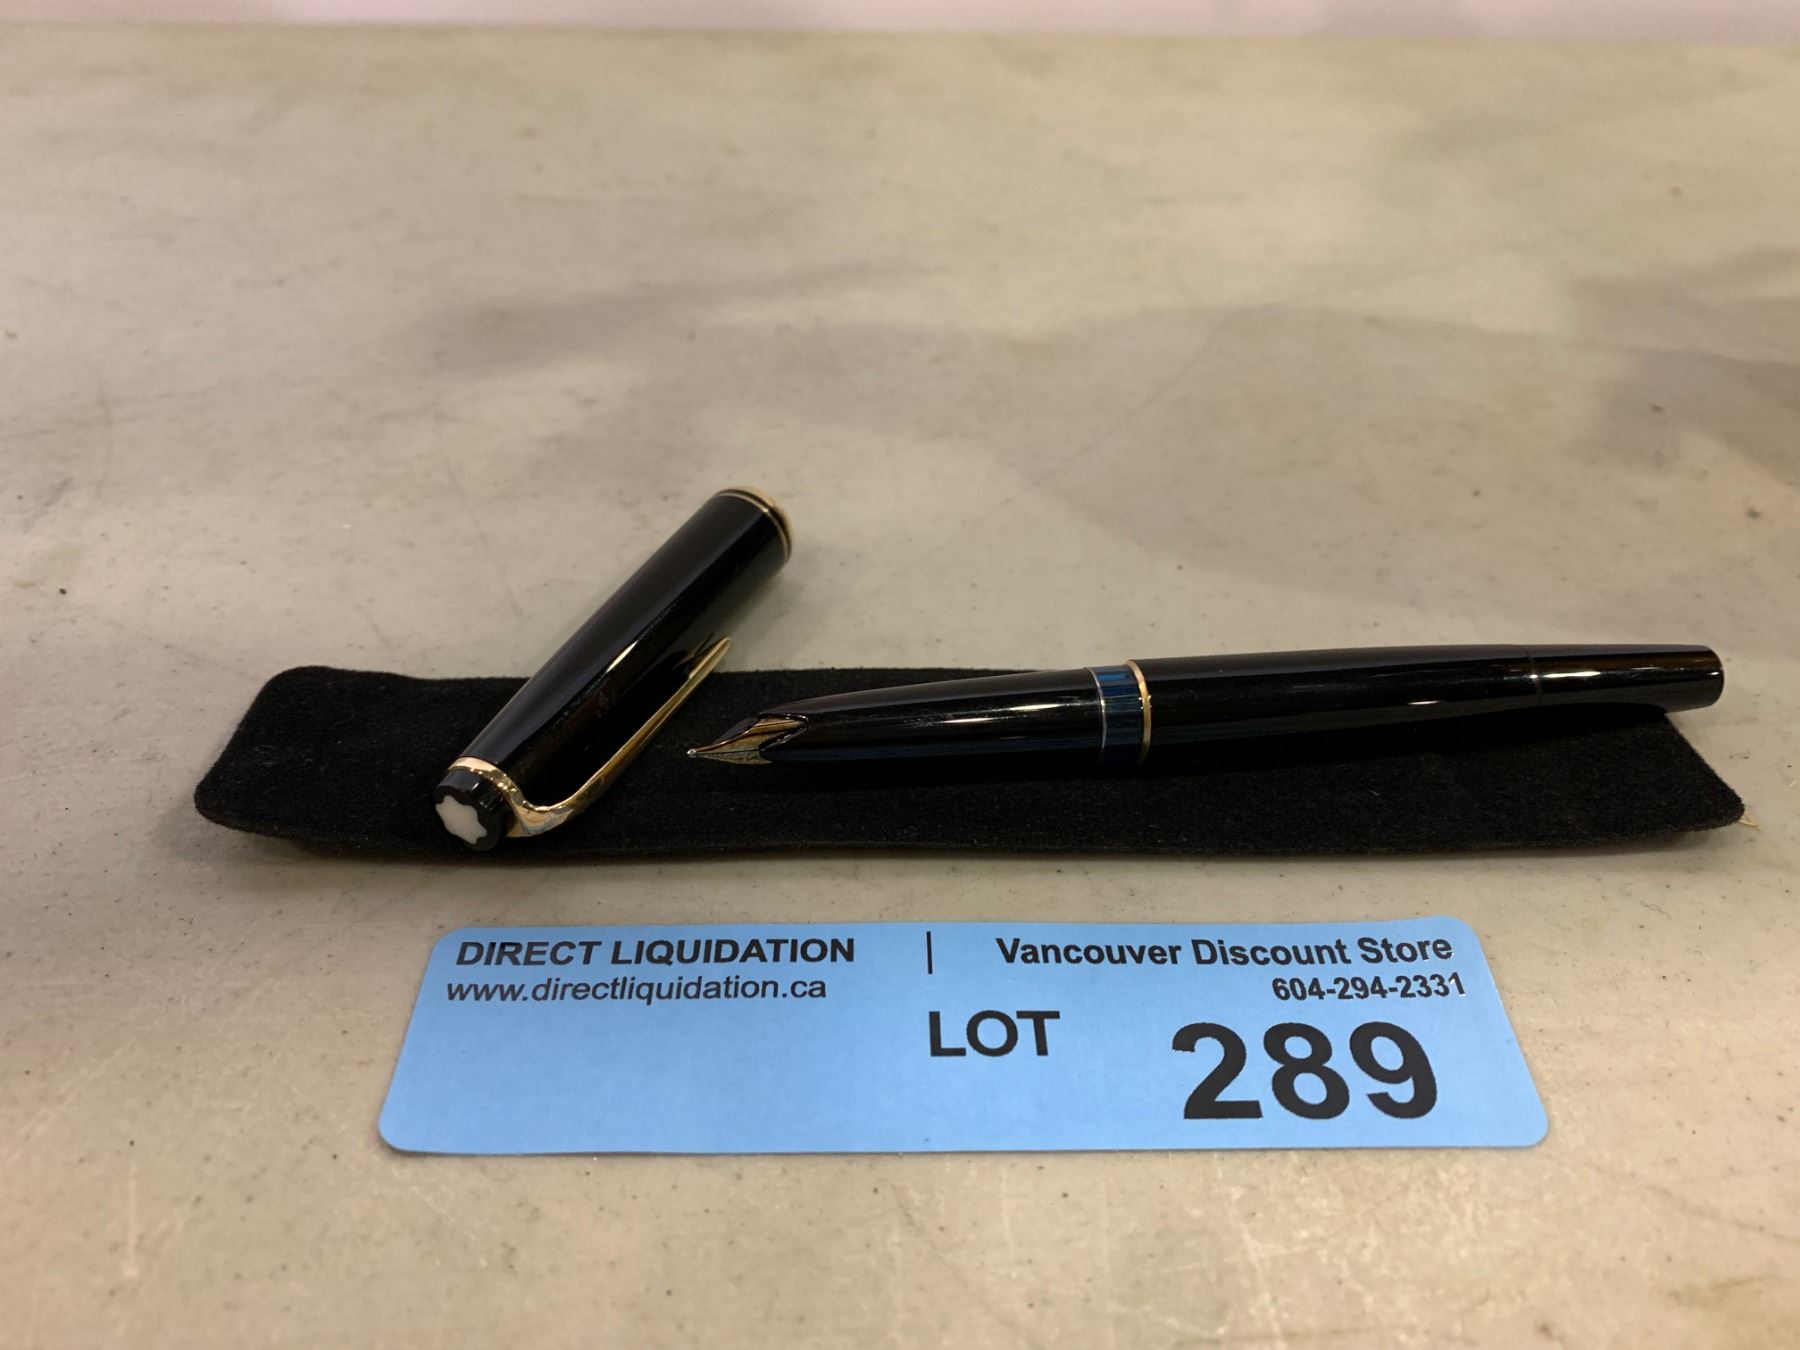 DIRECT LIQUIDATION | Vancouver Discount Store
www.directliquidation.ca 604-294-2331
LOT 289